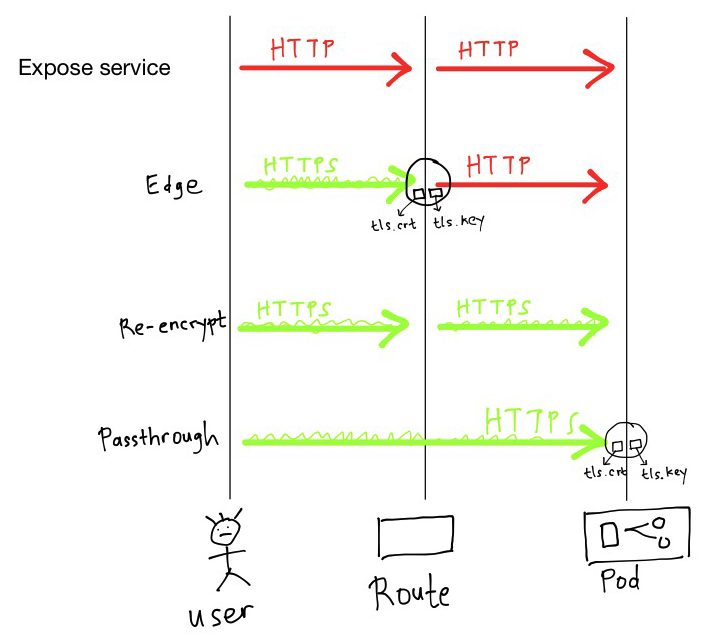 HTTP HTTP
Expose service
HTTPS HTTP
Edge
tls.crt tls.key
HTTPS HTTPS
Re-encrypt
HTTPS
Passthrough
tls.crt tls.key
user Route Pod